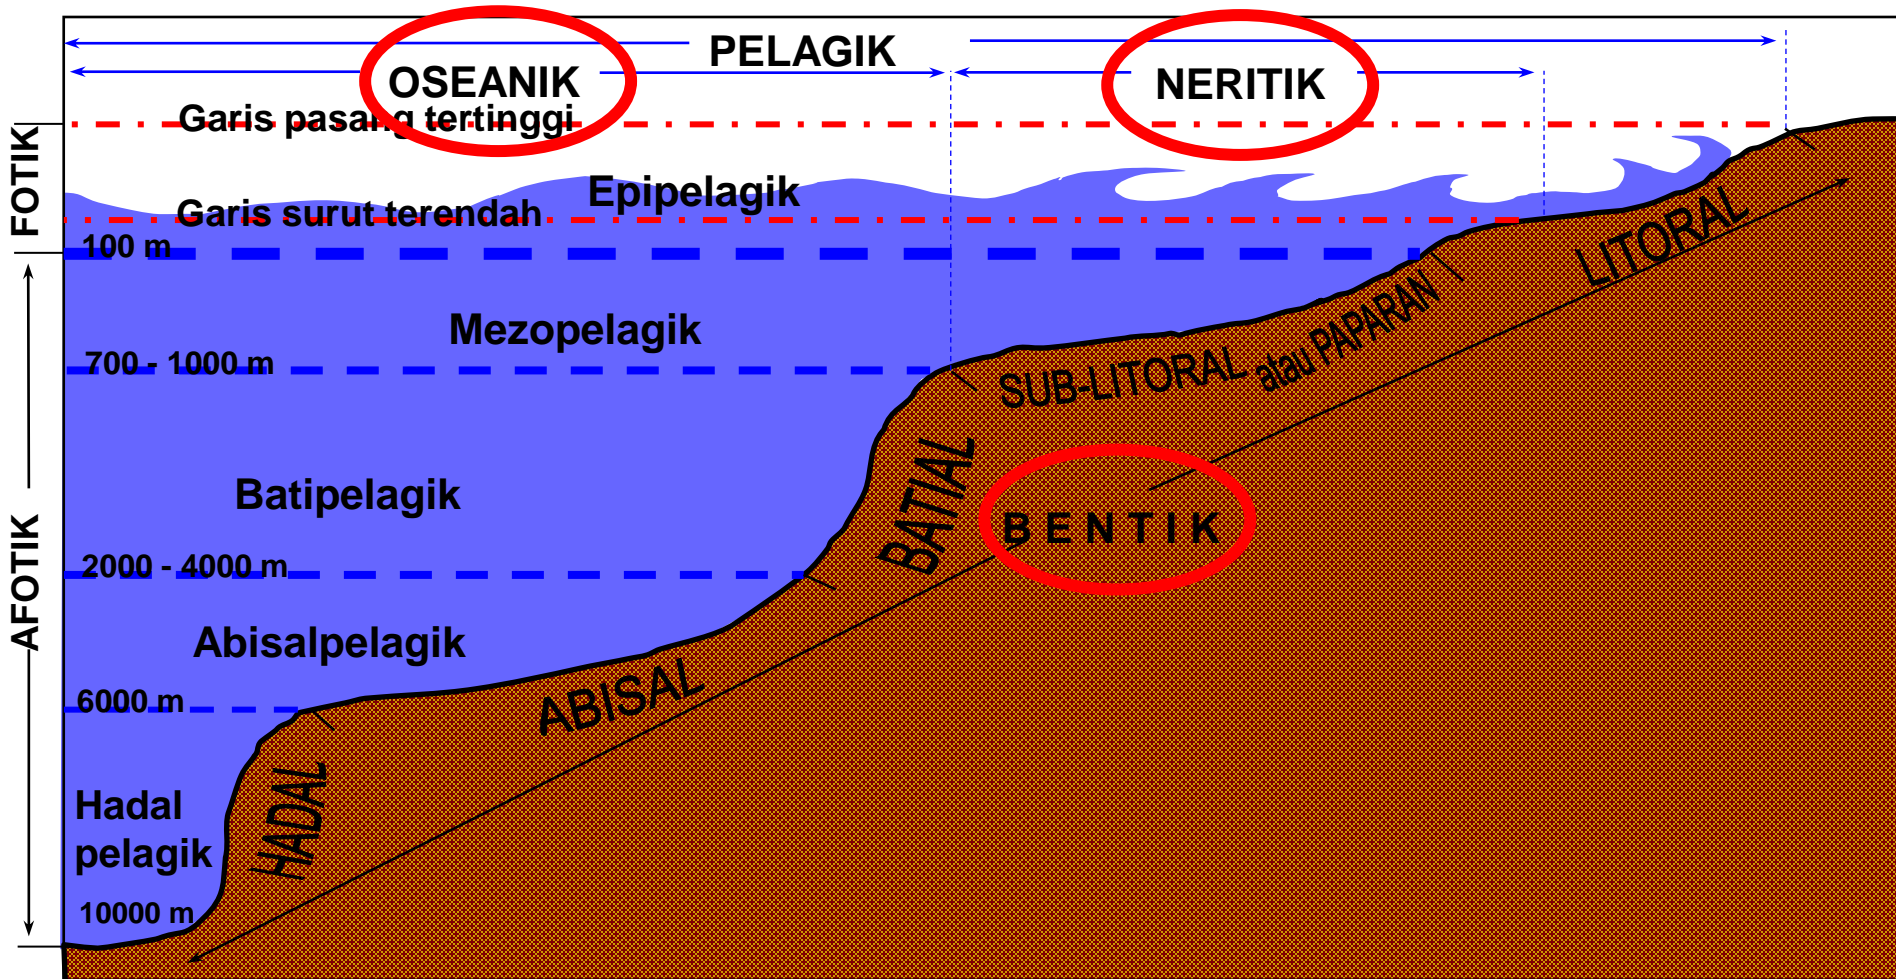 PELAGIK
OSEANIK
NERITIK
Garis pasang tertinggi
FOTIK
Epipelagik
Garis surut terendah
100 m
LITORAL
Mezopelagik
700 - 1000 m
SUB-LITORAL atau PAPARAN
BATIAL
Batipelagik
BENTIK
2000 - 4000 m
AFOTIK
Abisalpelagik
ABISAL
6000 m
HADAL
Hadal
pelagik
10000 m